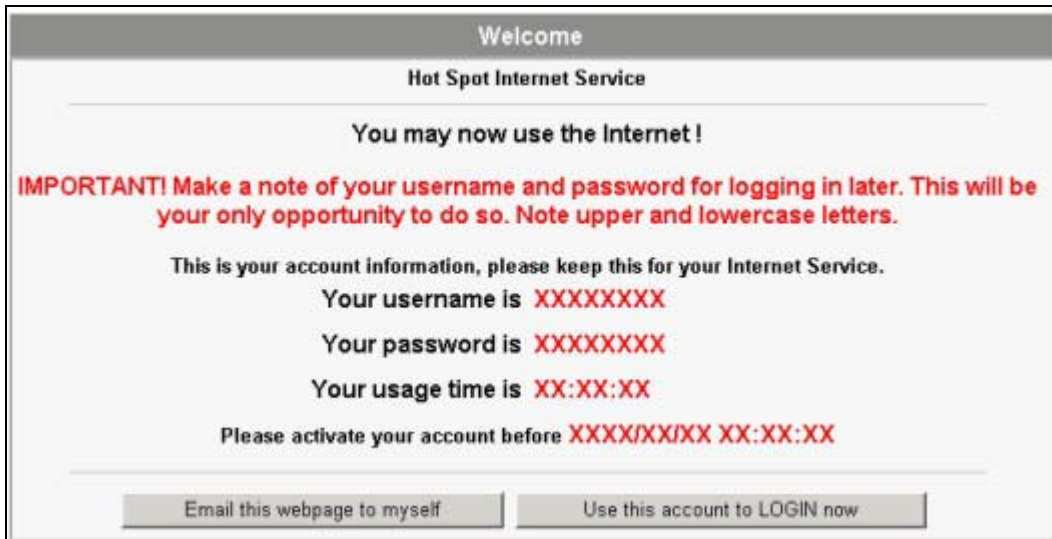 Welcome
Hot Spot Internet Service
You may now use the Internet !
IMPORTANT! Make a note of your username and password for logging in later. This will be
your only opportunity to do so. Note upper and lowercase letters.
This is your account information, please keep this for your Internet Service.
Your username is XXXXXXXX
Your password is XXXXXXXX
Your usage time is XX:XX:XX
Please activate your account before XXXX/XX/XX XX:XX:XX
Email this webpage to myself Use this account to LOGIN now